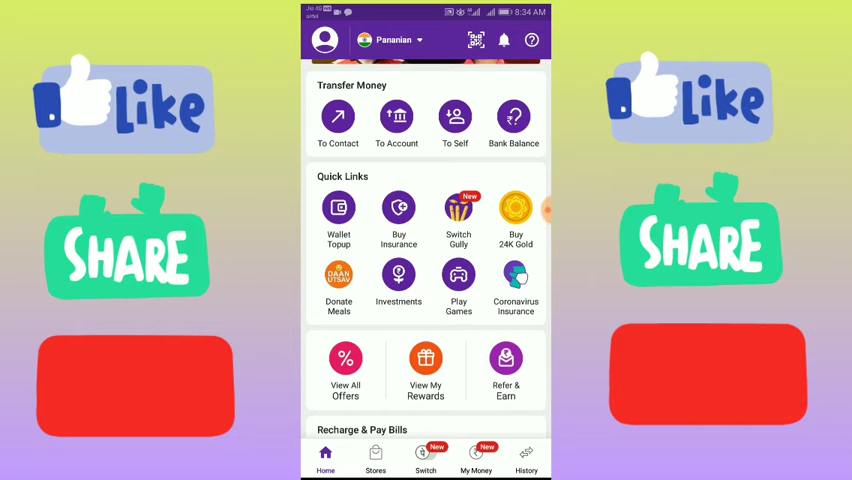 Jio 4G
airtel
8:34 AM
Pananian
Like
SHARE
Like
SHARE
Transfer Money
To Contact
To Account
To Self
Bank Balance
Quick Links
Wallet
Topup
Buy
Insurance
New
Switch
Gully
Buy
24K Gold
DAAN
UTSAV
Donate
Meals
Investments
Play
Games
Coronavirus
Insurance
View All
Offers
View My
Rewards
Refer &
Earn
Recharge & Pay Bills
Home
Stores
New
Switch
New
My Money
History